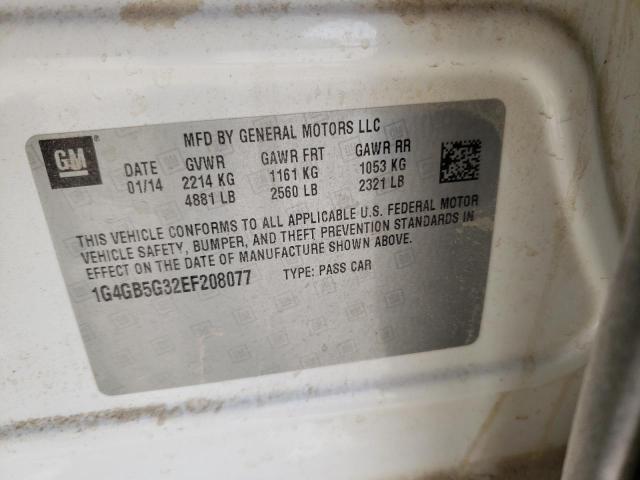 MFD BY GENERAL MOTORS LLC
GM
DATE GVWR GAWR FRT GAWR RR
01/14 2214 KG 1161 KG 1053 KG
4881 LB 2560 LB 2321 LB
THIS VEHICLE CONFORMS TO ALL APPLICABLE U.S. FEDERAL MOTOR
VEHICLE SAFETY, BUMPER, AND THEFT PREVENTION STANDARDS IN
EFFECT ON THE DATE OF MANUFACTURE SHOWN ABOVE.
1G4GB5G32EF208077 TYPE: PASS CAR